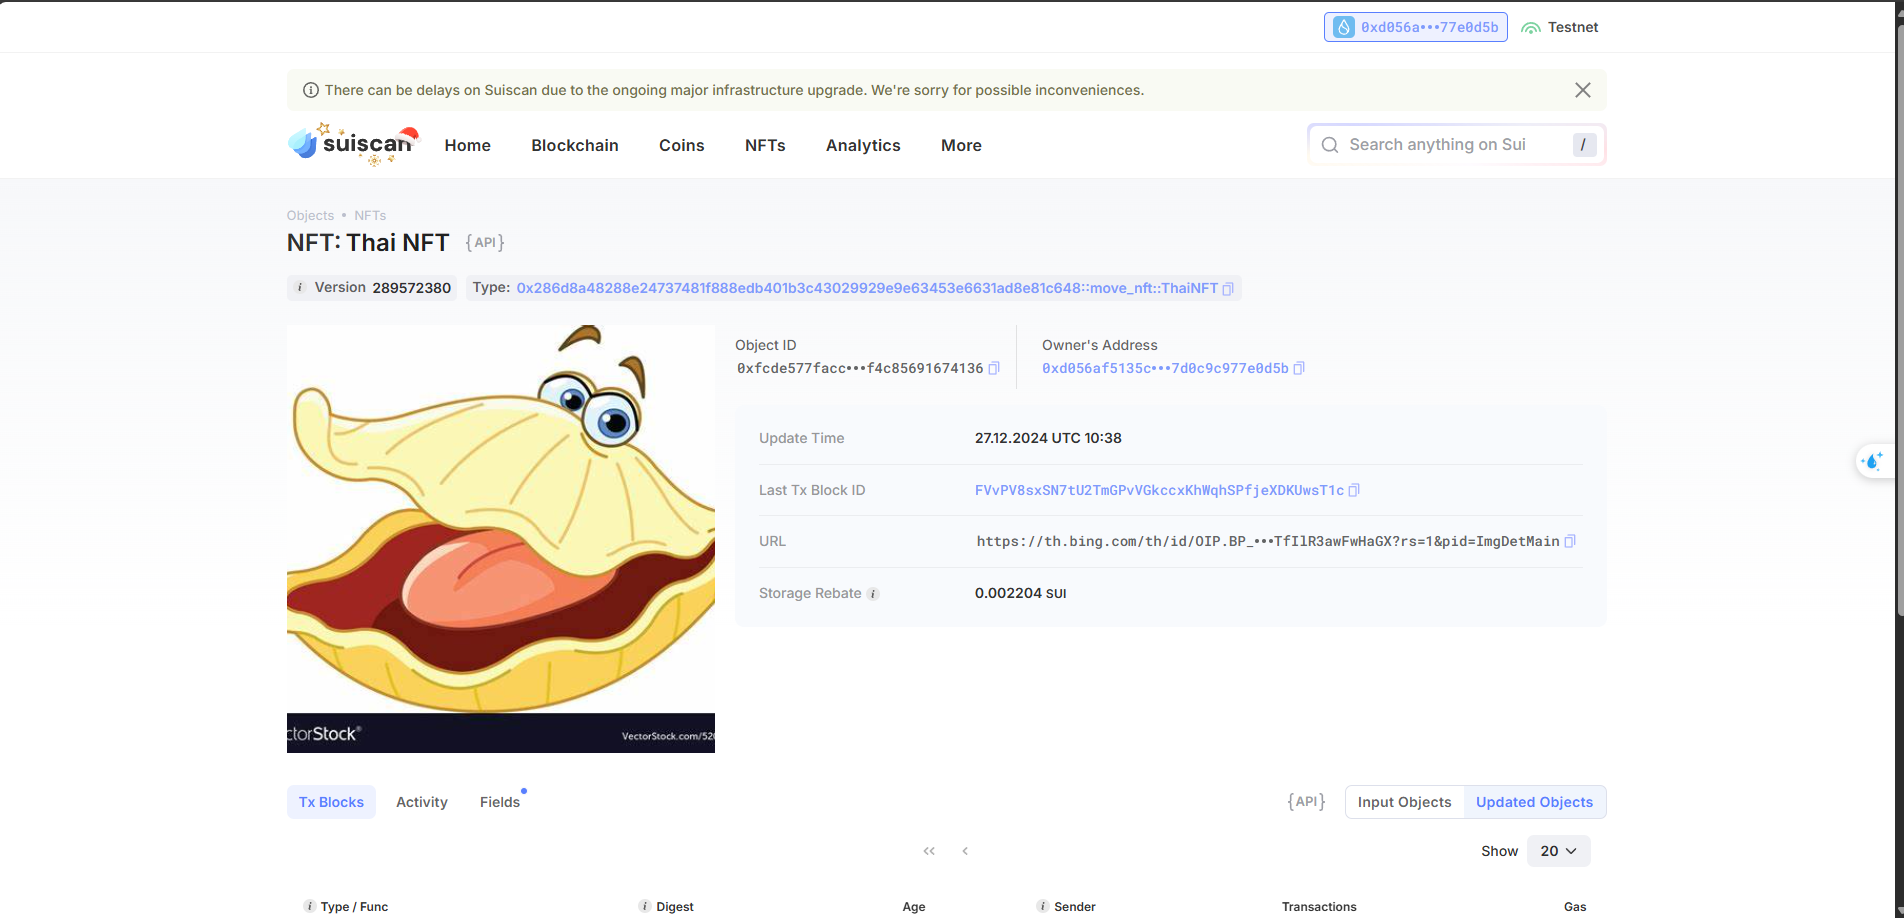 0xd056a•••77e0d5b
Testnet
There can be delays on Suiscan due to the ongoing major infrastructure upgrade. We're sorry for possible inconveniences.
suiscan
Home
Blockchain
Coins
NFTs
Analytics
More
Search anything on Sui
/
Objects • NFTs
NFT: Thai NFT {API}
i Version 289572380
Type: 0x286d8a48288e24737481f888edb401b3c43029929e9e63453e6631ad8e81c648::move_nft::ThaiNFT
Object ID
0xfcde577facc•••f4c85691674136
Owner's Address
0xd056af5135c•••7d0c9c977e0d5b
Update Time
27.12.2024 UTC 10:38
Last Tx Block ID
FVvPV8sxSN7tU2TmGPvVGkccxKhWqhSPfjeXDKUwsT1c
URL
https://th.bing.com/th/id/OIP.BP_•••TfIlR3awFwHaGX?rs=1&pid=ImgDetMain
Storage Rebate i
0.002204 SUI
ctorStock®
VectorStock.com/520
Tx Blocks
Activity
Fields
{API}
Input Objects
Updated Objects
Show 20
i Type / Func
i Digest
Age
i Sender
Transactions
Gas